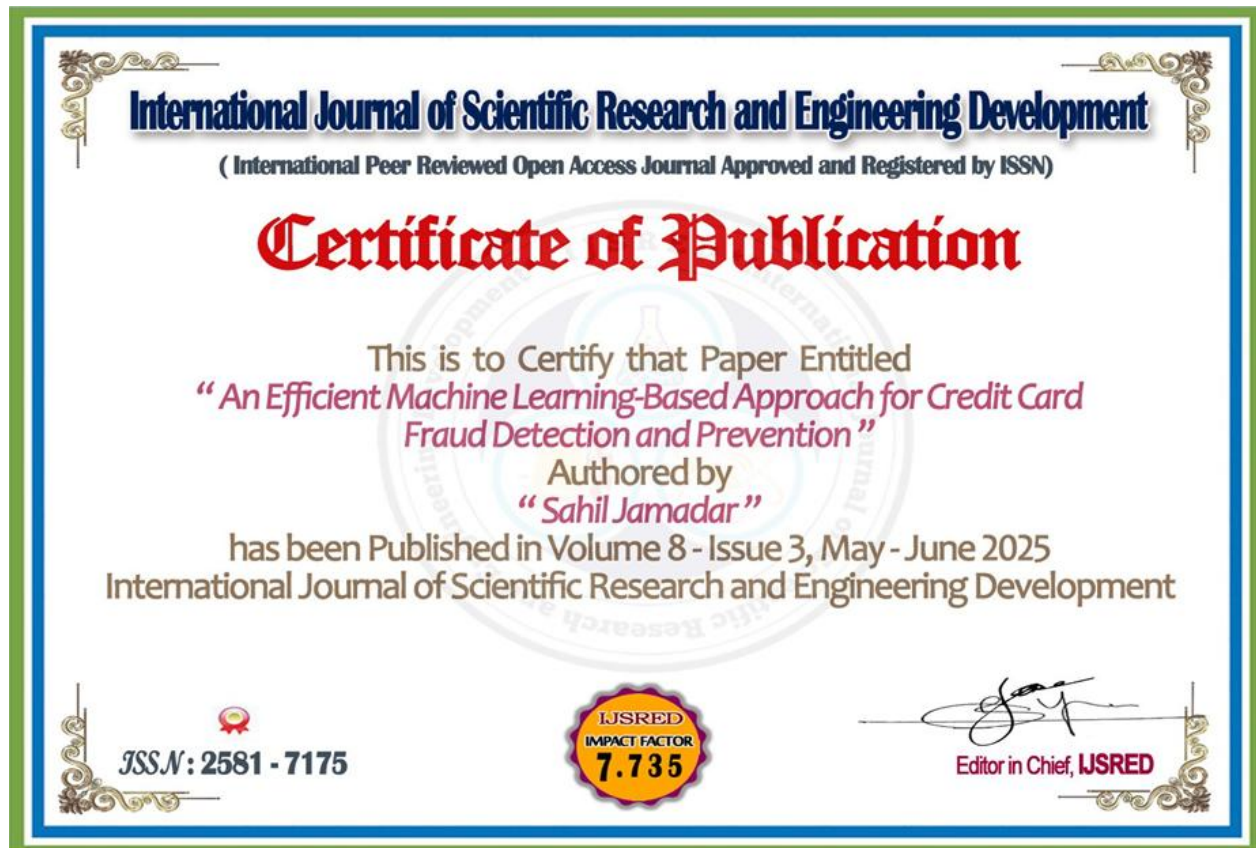 International Journal of Scientific Research and Engineering Development
( International Peer Reviewed Open Access Journal Approved and Registered by ISSN)
Certificate of Publication
This is to Certify that Paper Entitled
“ An Efficient Machine Learning-Based Approach for Credit Card
Fraud Detection and Prevention ”
Authored by
“ Sahil Jamadar ”
has been Published in Volume 8 - Issue 3, May - June 2025
International Journal of Scientific Research and Engineering Development
ISSN : 2581 - 7175
IJSRED
IMPACT FACTOR
7.735
Editor in Chief, IJSRED